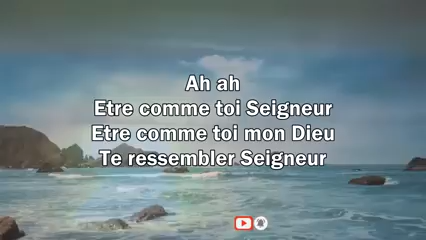 Ah ah
Etre comme toi Seigneur
Etre comme toi mon Dieu
Te ressembler Seigneur